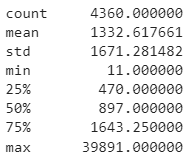 count 4360.000000
mean 1332.617661
std 1671.281482
min 11.000000
25% 470.000000
50% 897.000000
75% 1643.250000
max 39891.000000